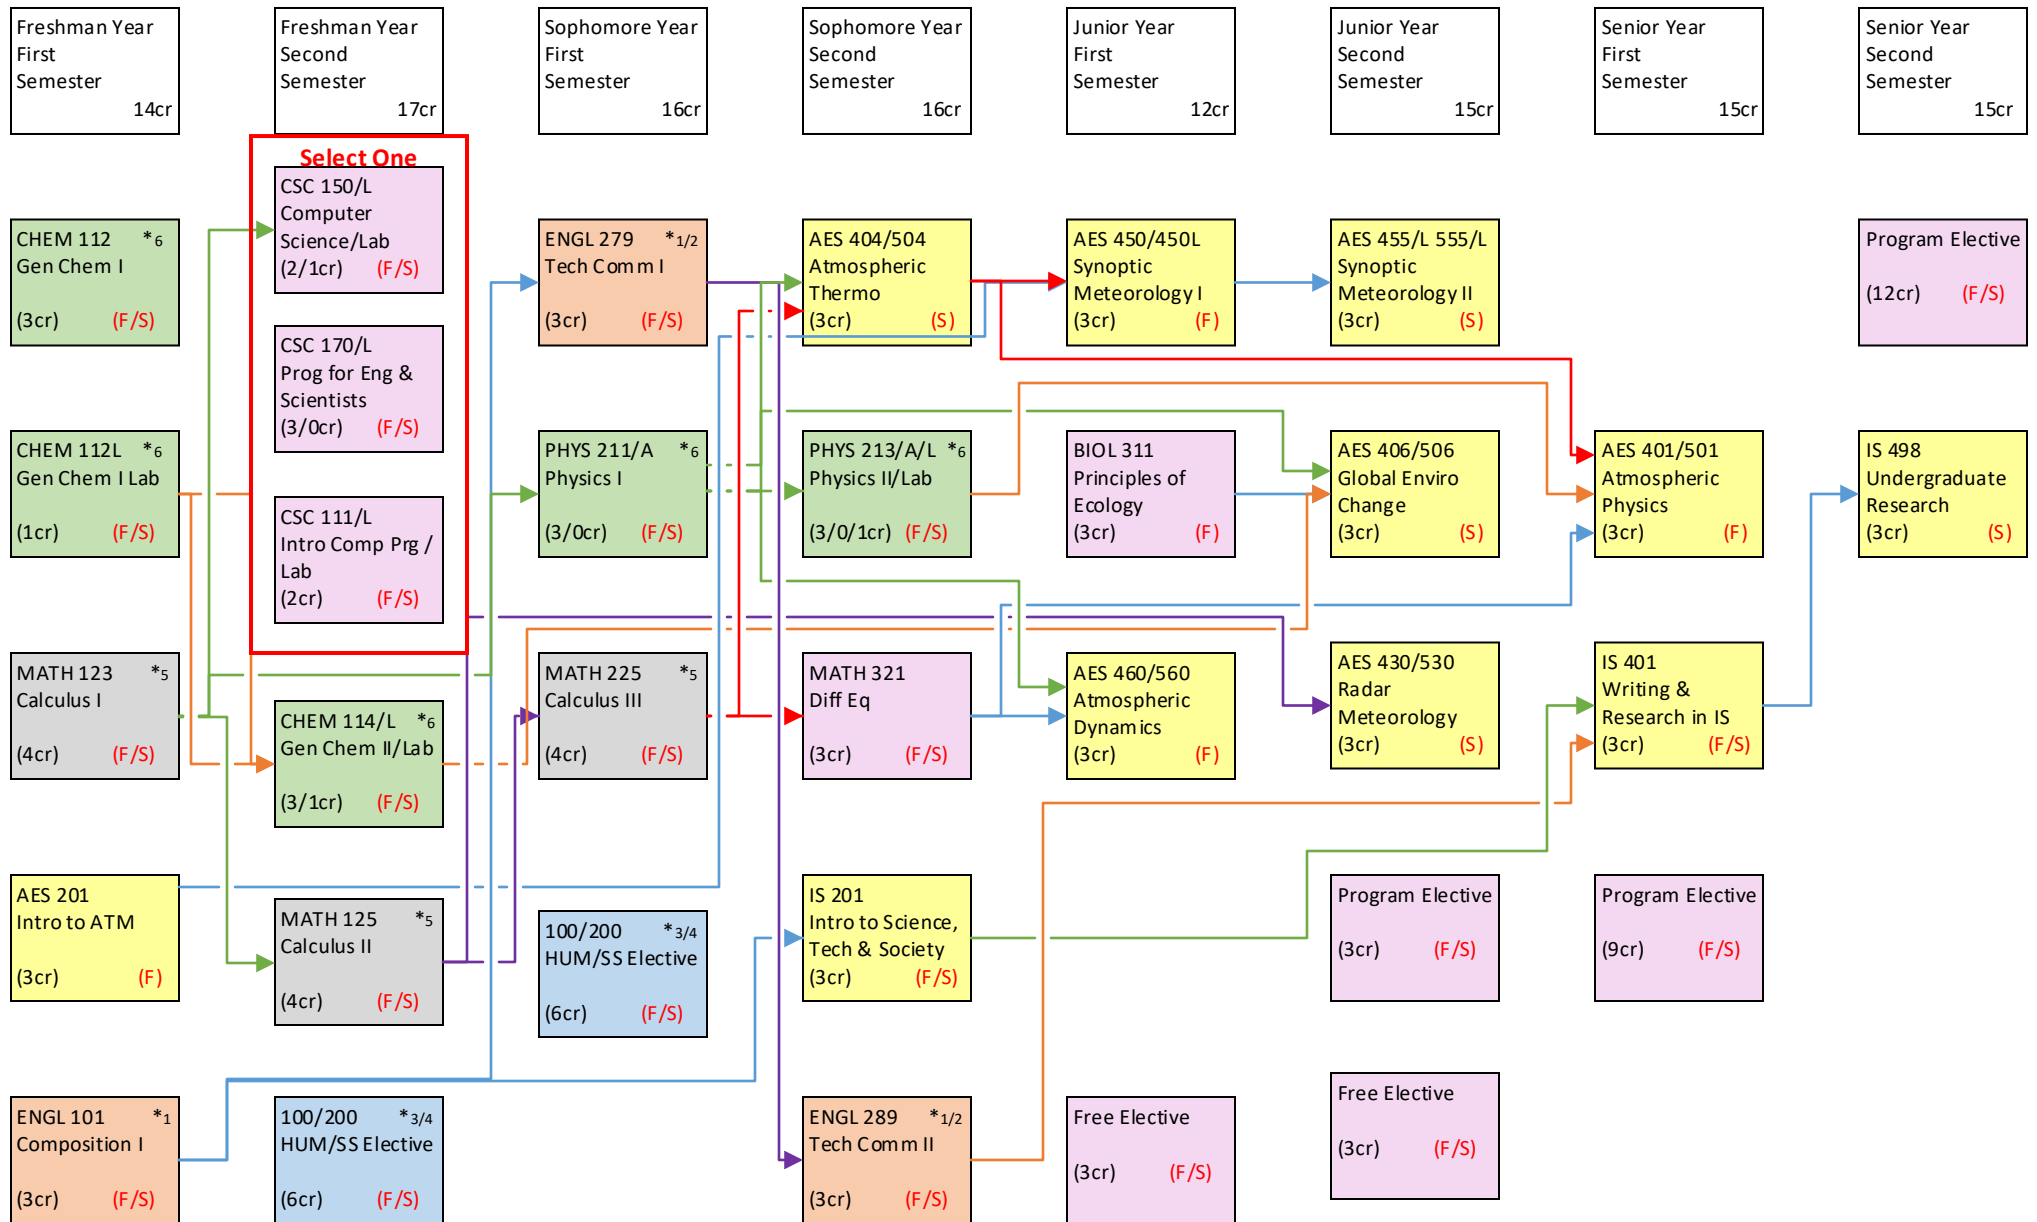 Freshman Year
First
Semester
14cr
Freshman Year
Second
Semester
17cr
Sophomore Year
First
Semester
16cr
Sophomore Year
Second
Semester
16cr
Junior Year
First
Semester
12cr
Junior Year
Second
Semester
15cr
Senior Year
First
Semester
15cr
Senior Year
Second
Semester
15cr
CHEM 112 *6
Gen Chem I
(3cr) (F/S)
CHEM 112L *6
Gen Chem I Lab
(1cr) (F/S)
MATH 123 *5
Calculus I
(4cr) (F/S)
AES 201
Intro to ATM
(3cr) (F)
ENGL 101 *1
Composition I
(3cr) (F/S)
Select One
CSC 150/L
Computer
Science/Lab
(2/1cr) (F/S)
CSC 170/L
Prog for Eng &
Scientists
(3/0cr) (F/S)
CSC 111/L
Intro Comp Prg /
Lab
(2cr) (F/S)
CHEM 114/L *6
Gen Chem II/Lab
(3/1cr) (F/S)
MATH 125 *5
Calculus II
(4cr) (F/S)
100/200 *3/4
HUM/SS Elective
(6cr) (F/S)
ENGL 279 *1/2
Tech Comm I
(3cr) (F/S)
PHYS 211/A *6
Physics I
(3/0cr) (F/S)
MATH 225 *5
Calculus III
(4cr) (F/S)
100/200 *3/4
HUM/SS Elective
(6cr) (F/S)
AES 404/504
Atmospheric
Thermo
(3cr) (S)
PHYS 213/A/L *6
Physics II/Lab
(3/0/1cr) (F/S)
MATH 321
Diff Eq
(3cr) (F/S)
IS 201
Intro to Science,
Tech & Society
(3cr) (F/S)
ENGL 289 *1/2
Tech Comm II
(3cr) (F/S)
AES 450/450L
Synoptic
Meteorology I
(3cr) (F)
BIOL 311
Principles of
Ecology
(3cr) (F)
AES 460/560
Atmospheric
Dynamics
(3cr) (F)
Free Elective
(3cr) (F/S)
AES 455/L 555/L
Synoptic
Meteorology II
(3cr) (S)
AES 406/506
Global Enviro
Change
(3cr) (S)
AES 430/530
Radar
Meteorology
(3cr) (S)
Program Elective
(3cr) (F/S)
Free Elective
(3cr) (F/S)
AES 401/501
Atmospheric
Physics
(3cr) (F)
IS 401
Writing &
Research in IS
(3cr) (F/S)
Program Elective
(9cr) (F/S)
Program Elective
(12cr) (F/S)
IS 498
Undergraduate
Research
(3cr) (S)